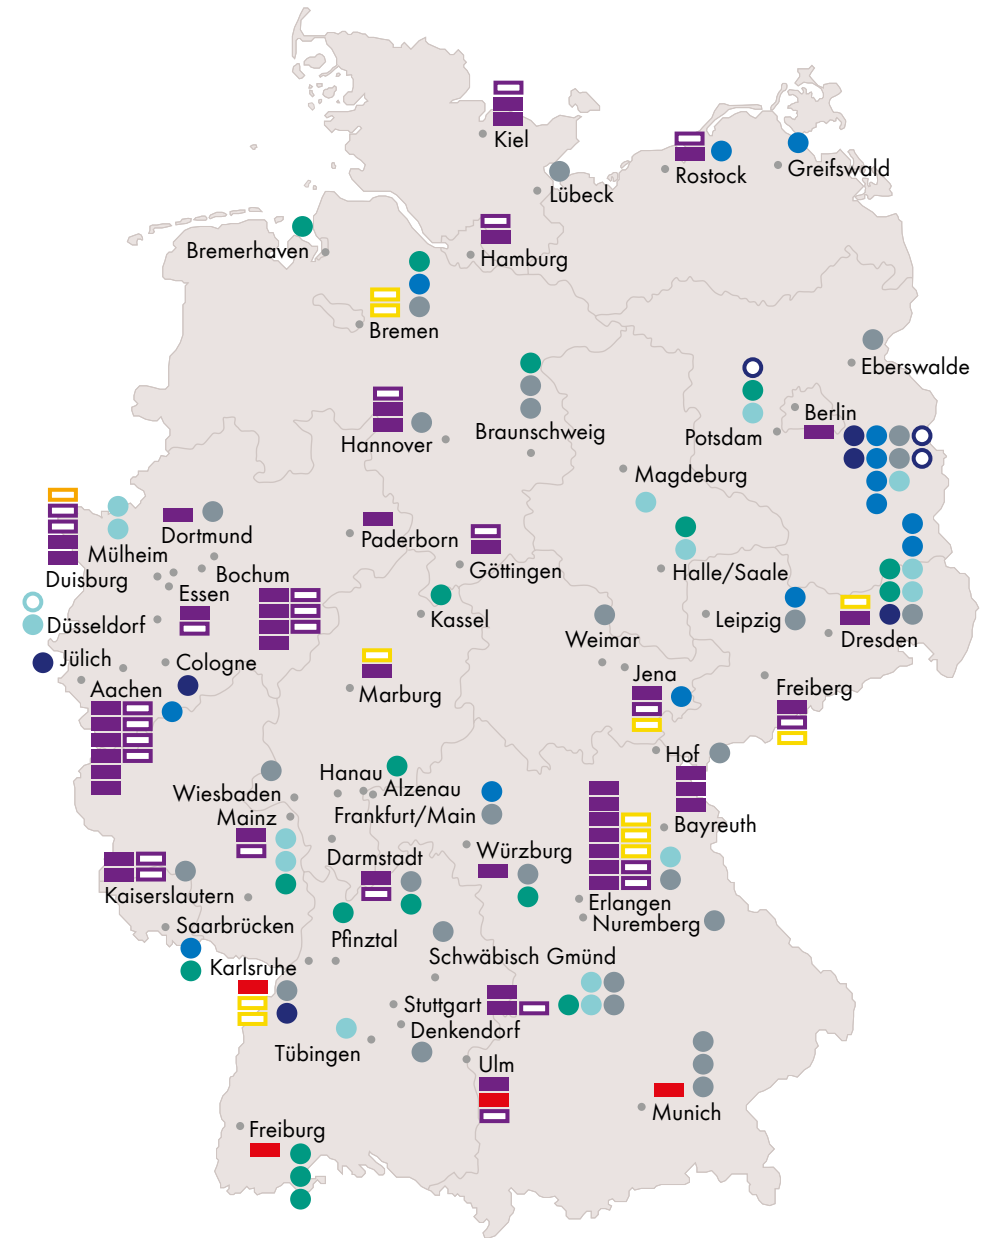 Kiel
Rostock
Greifswald
Lübeck
Bremerhaven
Hamburg
Bremen
Eberswalde
Berlin
Potsdam
Hannover
Braunschweig
Magdeburg
Dortmund
Paderborn
Mülheim
Göttingen
Duisburg
Bochum
Halle/Saale
Essen
Kassel
Leipzig
Düsseldorf
Weimar
Dresden
Jülich
Cologne
Aachen
Marburg
Jena
Freiberg
Hof
Hanau
Alzenau
Wiesbaden
Frankfurt/Main
Mainz
Bayreuth
Darmstadt
Würzburg
Kaiserslautern
Erlangen
Nuremberg
Saarbrücken
Pfinztal
Schwäbisch Gmünd
Karlsruhe
Stuttgart
Denkendorf
Tübingen
Ulm
Munich
Freiburg